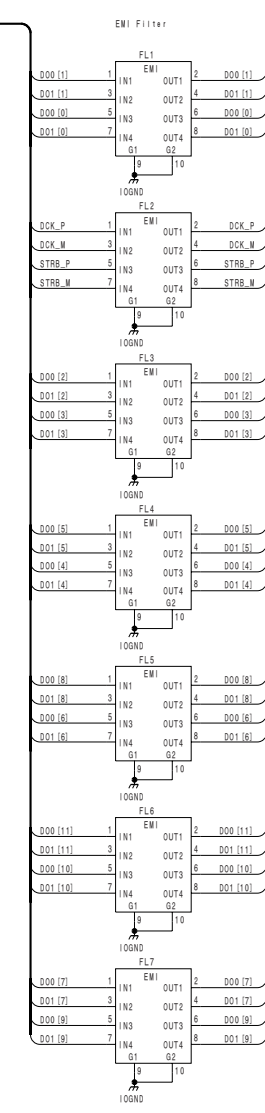 EMI Filter
FL1
EMI
DO0 [1] 1 IN1 OUT1 2 DO0 [1]
DO1 [1] 3 IN2 OUT2 4 DO1 [1]
DO0 [0] 5 IN3 OUT3 6 DO0 [0]
DO1 [0] 7 IN4 OUT4 8 DO1 [0]
G1 G2
9 10
IOGND
FL2
EMI
DCK_P 1 IN1 OUT1 2 DCK_P
DCK_M 3 IN2 OUT2 4 DCK_M
STRB_P 5 IN3 OUT3 6 STRB_P
STRB_M 7 IN4 OUT4 8 STRB_M
G1 G2
9 10
IOGND
FL3
EMI
DO0 [2] 1 IN1 OUT1 2 DO0 [2]
DO1 [2] 3 IN2 OUT2 4 DO1 [2]
DO0 [3] 5 IN3 OUT3 6 DO0 [3]
DO1 [3] 7 IN4 OUT4 8 DO1 [3]
G1 G2
9 10
IOGND
FL4
EMI
DO0 [5] 1 IN1 OUT1 2 DO0 [5]
DO1 [5] 3 IN2 OUT2 4 DO1 [5]
DO0 [4] 5 IN3 OUT3 6 DO0 [4]
DO1 [4] 7 IN4 OUT4 8 DO1 [4]
G1 G2
9 10
IOGND
FL5
EMI
DO0 [8] 1 IN1 OUT1 2 DO0 [8]
DO1 [8] 3 IN2 OUT2 4 DO1 [8]
DO0 [6] 5 IN3 OUT3 6 DO0 [6]
DO1 [6] 7 IN4 OUT4 8 DO1 [6]
G1 G2
9 10
IOGND
FL6
EMI
DO0 [11] 1 IN1 OUT1 2 DO0 [11]
DO1 [11] 3 IN2 OUT2 4 DO1 [11]
DO0 [10] 5 IN3 OUT3 6 DO0 [10]
DO1 [10] 7 IN4 OUT4 8 DO1 [10]
G1 G2
9 10
IOGND
FL7
EMI
DO0 [7] 1 IN1 OUT1 2 DO0 [7]
DO1 [7] 3 IN2 OUT2 4 DO1 [7]
DO0 [9] 5 IN3 OUT3 6 DO0 [9]
DO1 [9] 7 IN4 OUT4 8 DO1 [9]
G1 G2
9 10
IOGND